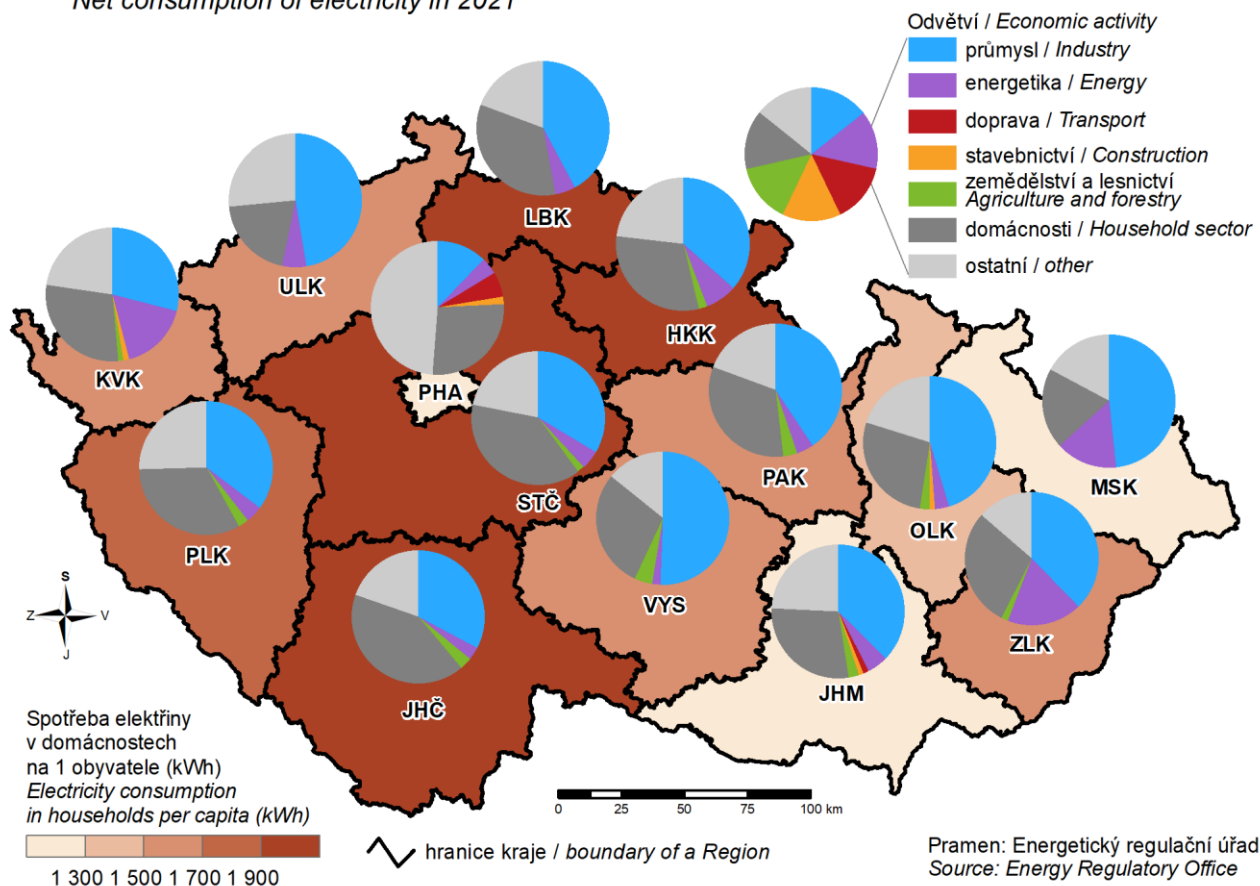 Net consumption of electricity in 2021
Odvětví / Economic activity
průmysl / Industry
energetika / Energy
doprava / Transport
stavebnictví / Construction
zemědělství a lesnictví
Agriculture and forestry
domácnosti / Household sector
ostatní / other
LBK
ULK
HKK
KVK
PHA
PAK
MSK
STČ
OLK
PLK
VYS
ZLK
JHM
JHČ
S
Z
V
J
Spotřeba elektřiny
v domácnostech
na 1 obyvatele (kWh)
Electricity consumption
in households per capita (kWh)
1 300 1 500 1 700 1 900
0 25 50 75 100 km
hranice kraje / boundary of a Region
Pramen: Energetický regulační úřad
Source: Energy Regulatory Office